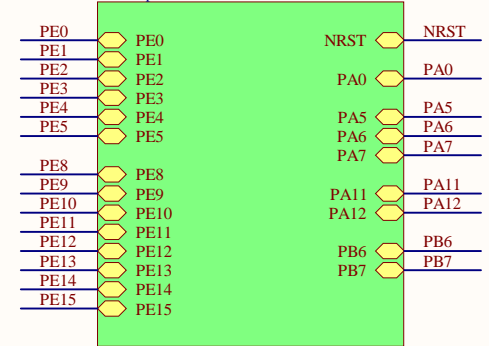 PE0 PE0 NRST NRST
PE1 PE1
PE2 PE2 PA0 PA0
PE3 PE3
PE4 PE4 PA5 PA5
PE5 PE5 PA6 PA6
PA7 PA7
PE8 PE8
PE9 PE9 PA11 PA11
PE10 PE10 PA12 PA12
PE11 PE11
PE12 PE12 PB6 PB6
PE13 PE13 PB7 PB7
PE14 PE14
PE15 PE15